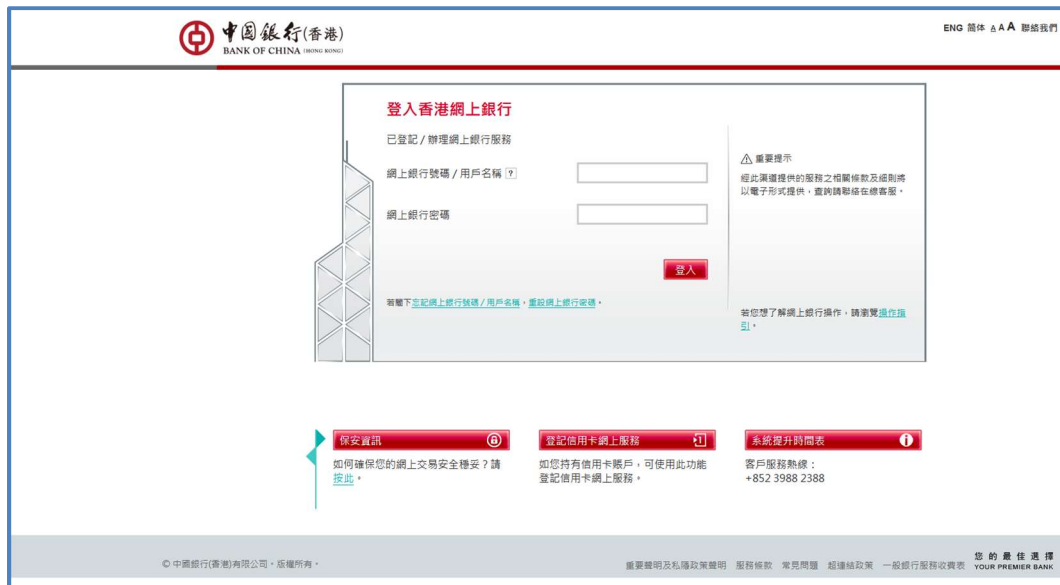 中國銀行(香港)
BANK OF CHINA (HONG KONG)
ENG 简体 A A A 聯絡我們
登入香港網上銀行
已登記 / 辦理網上銀行服務
網上銀行號碼 / 用戶名稱 ?
網上銀行密碼
登入
若閣下忘記網上銀行號碼 / 用戶名稱，重設網上銀行密碼。
重要提示
經此渠道提供的服務之相關條款及細則將
以電子形式提供，查詢請聯絡在線客服。
若您想了解網上銀行操作，請瀏覽操作指
引。
保安資訊
如何確保您的網上交易安全穩妥？請
按此。
登記信用卡網上服務
如您持有信用卡賬戶，可使用此功能
登記信用卡網上服務。
系統提升時間表
客戶服務熱線：
+852 3988 2388
© 中國銀行(香港)有限公司。版權所有。
重要聲明及私隱政策聲明 服務條款 常見問題 超連結政策 一般銀行服務收費表
您的最佳選擇
YOUR PREMIER BANK